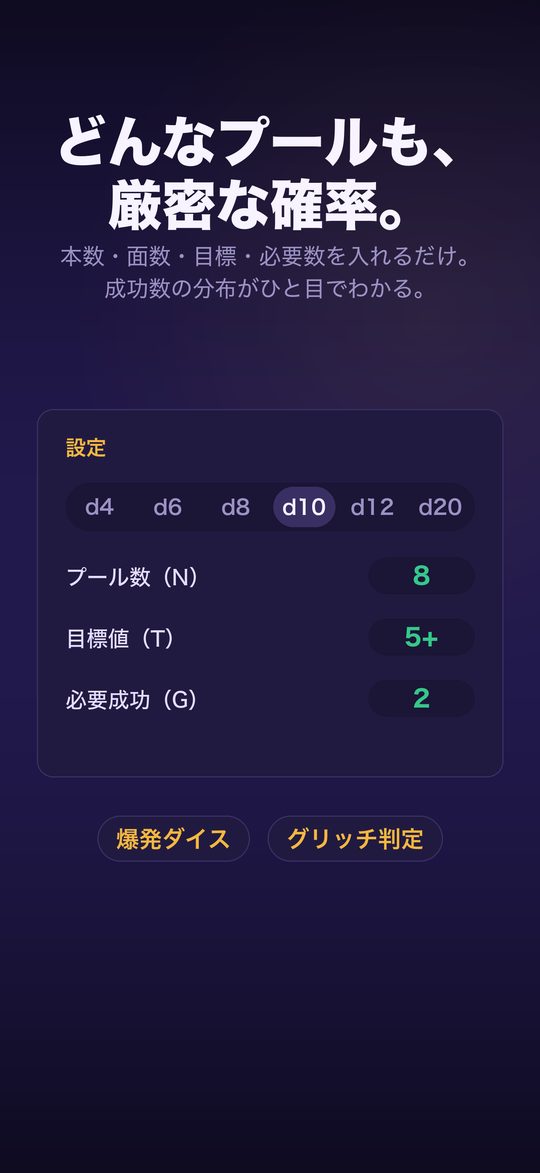 どんなプールも、
厳密な確率。
本数・面数・目標・必要数を入れるだけ。
成功数の分布がひと目でわかる。
設定
d4 d6 d8 d10 d12 d20
プール数（N） 8
目標値（T） 5+
必要成功（G） 2
爆発ダイス グリッチ判定